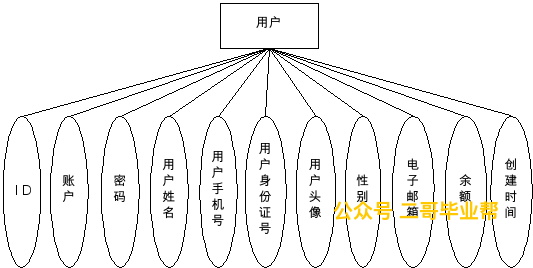 用户
ID
账户
密码
用户姓名
用户手机号
用户身份证号
用户头像
性别
电子邮箱
余额
创建时间
公众号 二哥毕业帮